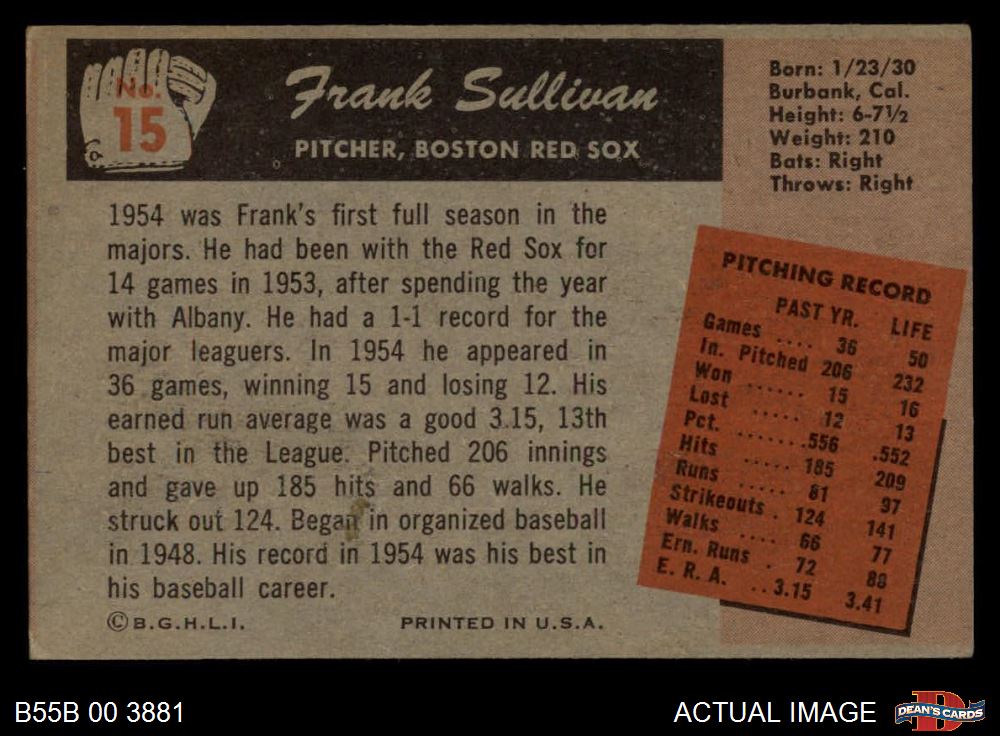 No.
15
Frank Sullivan
PITCHER, BOSTON RED SOX
Born: 1/23/30
Burbank, Cal.
Height: 6-7½
Weight: 210
Bats: Right
Throws: Right
1954 was Frank's first full season in the
majors. He had been with the Red Sox for
14 games in 1953, after spending the year
with Albany. He had a 1-1 record for the
major leaguers. In 1954 he appeared in
36 games, winning 15 and losing 12. His
earned run average was a good 3.15, 13th
best in the League. Pitched 206 innings
and gave up 185 hits and 66 walks. He
struck out 124. Began in organized baseball
in 1948. His record in 1954 was his best in
his baseball career.
©B.G.H.L.I. PRINTED IN U.S.A.
PITCHING RECORD
PAST YR. LIFE
Games .... 36 50
In. Pitched 206 232
Won ...... 15 16
Lost ..... 12 13
Pct. .......556 .552
Hits ..... 185 209
Runs ..... 81 97
Strikeouts . 124 141
Walks .... 66 77
Ern. Runs . 72 88
E. R. A. ..3.15 3.41
B55B 00 3881
ACTUAL IMAGE
D
DEAN'S CARDS